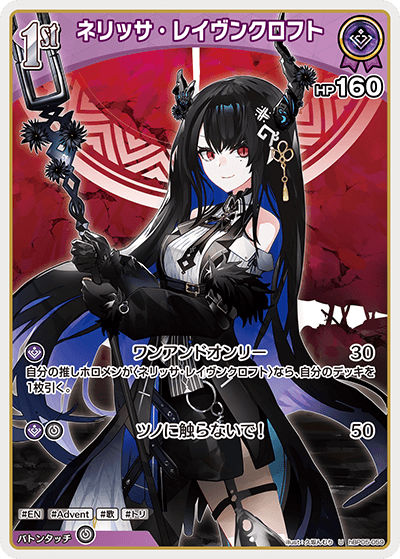 1st
ネリッサ・レイヴンクロフト
HP160
ワンアンドオンリー 30
自分の推しホロメンが〈ネリッサ・レイヴンクロフト〉なら、自分のデッキを
1枚引く。
ツノに触らないで! 50
#EN #Advent #歌 #トリ
バトンタッチ
U hBP05-050